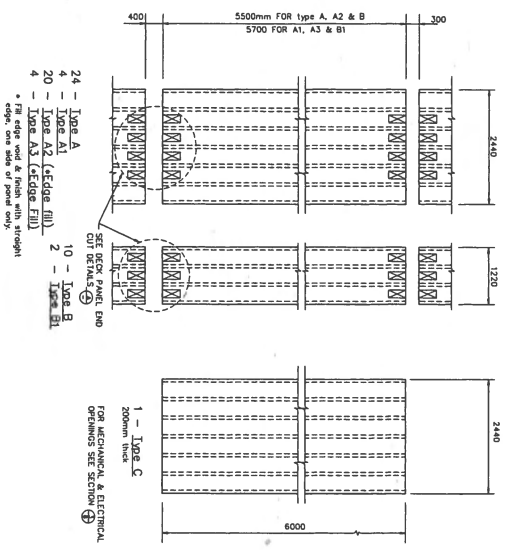 400
5500mm FOR type A, A2 & B
5700 FOR A1, A3 & B1
300
2440
1220
2440
6000
SEE DECK PANEL END
CUT DETAILS
24 - Type A
4 - Type A1
20 - Type A2 (*Edge fill)
4 - Type A3 (*Edge Fill)
* Fill edge void & finish with straight
edge, one side of panel only.
10 - Type B
2 - Type B1
1 - Type C
200mm thick
FOR MECHANICAL & ELECTRICAL
OPENINGS SEE SECTION